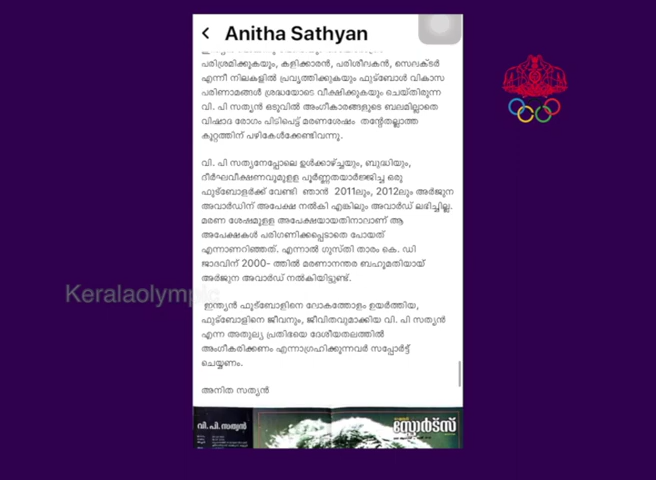 Anitha Sathyan
പരിശ്രമിക്കുകയും, കളിക്കാരൻ, പരിശീലകൻ, സെലക്ടർ
എന്നീ നിലകളിൽ പ്രവൃത്തിക്കുകയും ഫുട്ബോൾ വികാസ
പരിണാമങ്ങൾ ശ്രദ്ധയോടെ വീക്ഷിക്കുകയും ചെയ്തിരുന്ന
വി. പി സത്യൻ ഒടുവിൽ അംഗീകാരങ്ങളുടെ ബലമില്ലാതെ
വിഷാദ രോഗം പിടിപെട്ട് മരണശേഷം തന്റേതല്ലാത്ത
കുറ്റത്തിന് പഴികേൾക്കേണ്ടിവന്നു.
വി. പി സത്യനേപ്പോലെ ഉൾക്കാഴ്ച്ചയും, ബുദ്ധിയും,
ദീർഘവീക്ഷണവുമുളള പൂർണ്ണതയാർജ്ജിച്ച ഒരു
ഫുട്ബോളർക്ക് വേണ്ടി ഞാൻ 2011ലും, 2012ലും അർജുന
അവാർഡിന് അപേക്ഷ നൽകി എങ്കിലും അവാർഡ് ലഭിച്ചില്ല.
മരണ ശേഷമുളള അപേക്ഷയായതിനാലാണ് ആ
അപേക്ഷകൾ പരിഗണിക്കപ്പെടാതെ പോയത്
എന്നാണറിഞ്ഞത്. എന്നാൽ ഗുസ്തി താരം കെ. ഡി
ജാദവിന് 2000- ത്തിൽ മരണാനന്തര ബഹുമതിയായ്
അർജുന അവാർഡ് നൽകിയിട്ടുണ്ട്.
Keralaolympic
ഇന്ത്യൻ ഫുട്ബോളിനെ ലോകത്തോളം ഉയർത്തിയ,
ഫുട്ബോളിനെ ജീവനും, ജീവിതവുമാക്കിയ വി. പി സത്യൻ
എന്ന അതുല്യ പ്രതിഭയെ ദേശീയതലത്തിൽ
അംഗീകരിക്കണം എന്നാഗ്രഹിക്കുന്നവർ സപ്പോർട്ട്
ചെയ്യണം.
അനിത സത്യൻ
വി. പി. സത്യൻ
സ്പോർട്സ്